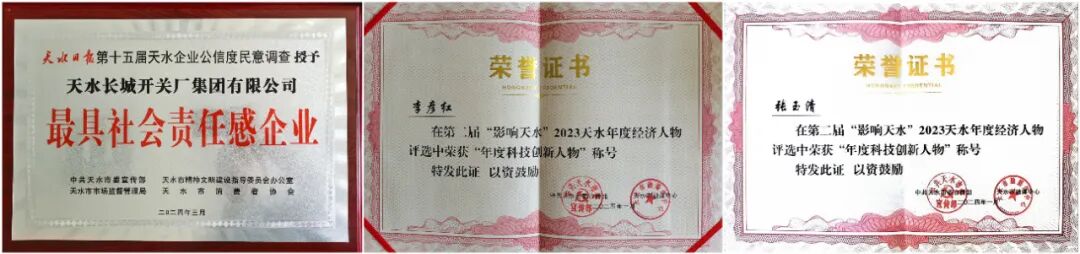 天水日报 第十五届天水企业公信度民意调查 授予
天水长城开关厂集团有限公司
最具社会责任感企业
中共天水市委宣传部 天水市精神文明建设指导委员会办公室
天水市市场监督管理局 天水市消费者协会
二〇二四年三月
荣誉证书
李彦红
在第二届“影响天水”2023天水年度经济人物
评选中荣获“年度科技创新人物”称号
特发此证 以资鼓励
宣传部
荣誉证书
张玉清
在第二届“影响天水”2023天水年度经济人物
评选中荣获“年度科技创新人物”称号
特发此证 以资鼓励
宣传部